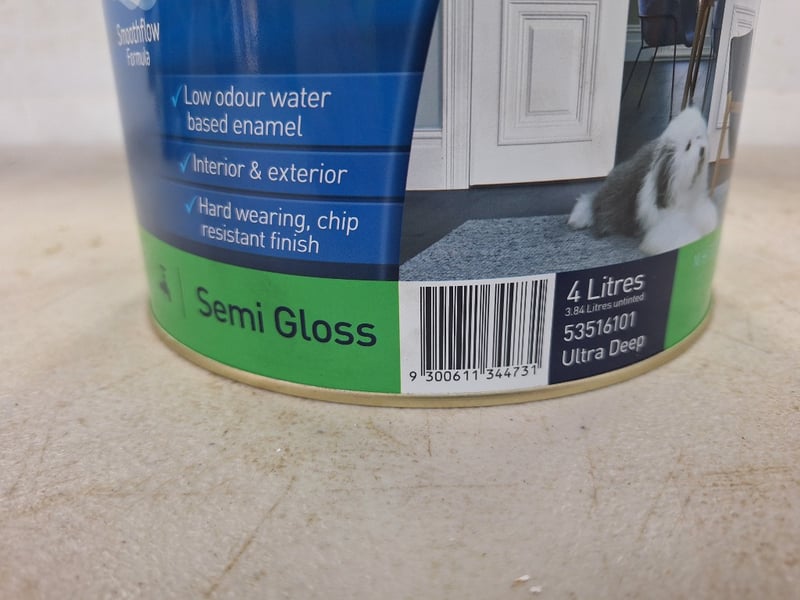 Smoothflow
Formula
✓Low odour water
based enamel
✓Interior & exterior
✓Hard wearing, chip
resistant finish
Semi Gloss
9 300611 344731
4 Litres
3.84 Litres untinted
53516101
Ultra Deep